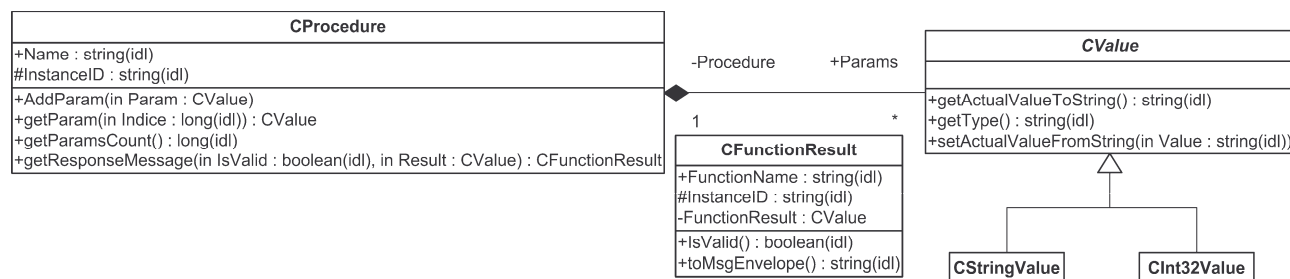 CProcedure
+Name : string(idl)
#InstanceID : string(idl)
+AddParam(in Param : CValue)
+getParam(in Indice : long(idl)) : CValue
+getParamsCount() : long(idl)
+getResponseMessage(in IsValid : boolean(idl), in Result : CValue) : CFunctionResult
-Procedure
+Params
1
*
CFunctionResult
+FunctionName : string(idl)
#InstanceID : string(idl)
-FunctionResult : CValue
+IsValid() : boolean(idl)
+toMsgEnvelope() : string(idl)
CValue
+getActualValueToString() : string(idl)
+getType() : string(idl)
+setActualValueFromString(in Value : string(idl))
CStringValue
CInt32Value